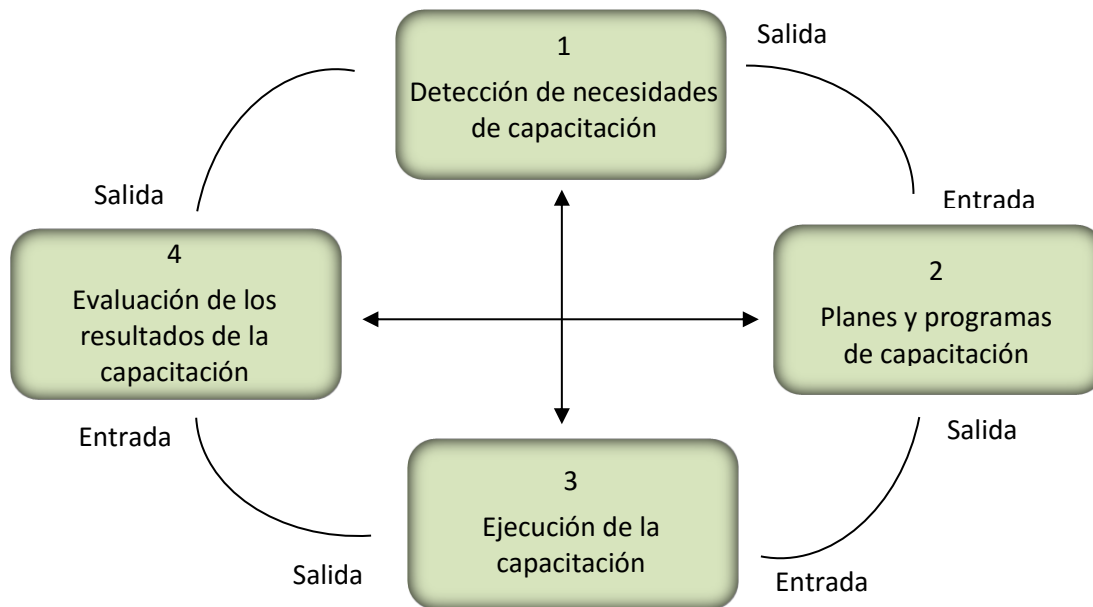 1
Detección de necesidades
de capacitación
Salida
Entrada
2
Planes y programas
de capacitación
Salida
Entrada
3
Ejecución de la
capacitación
Salida
Entrada
4
Evaluación de los
resultados de la
capacitación
Salida